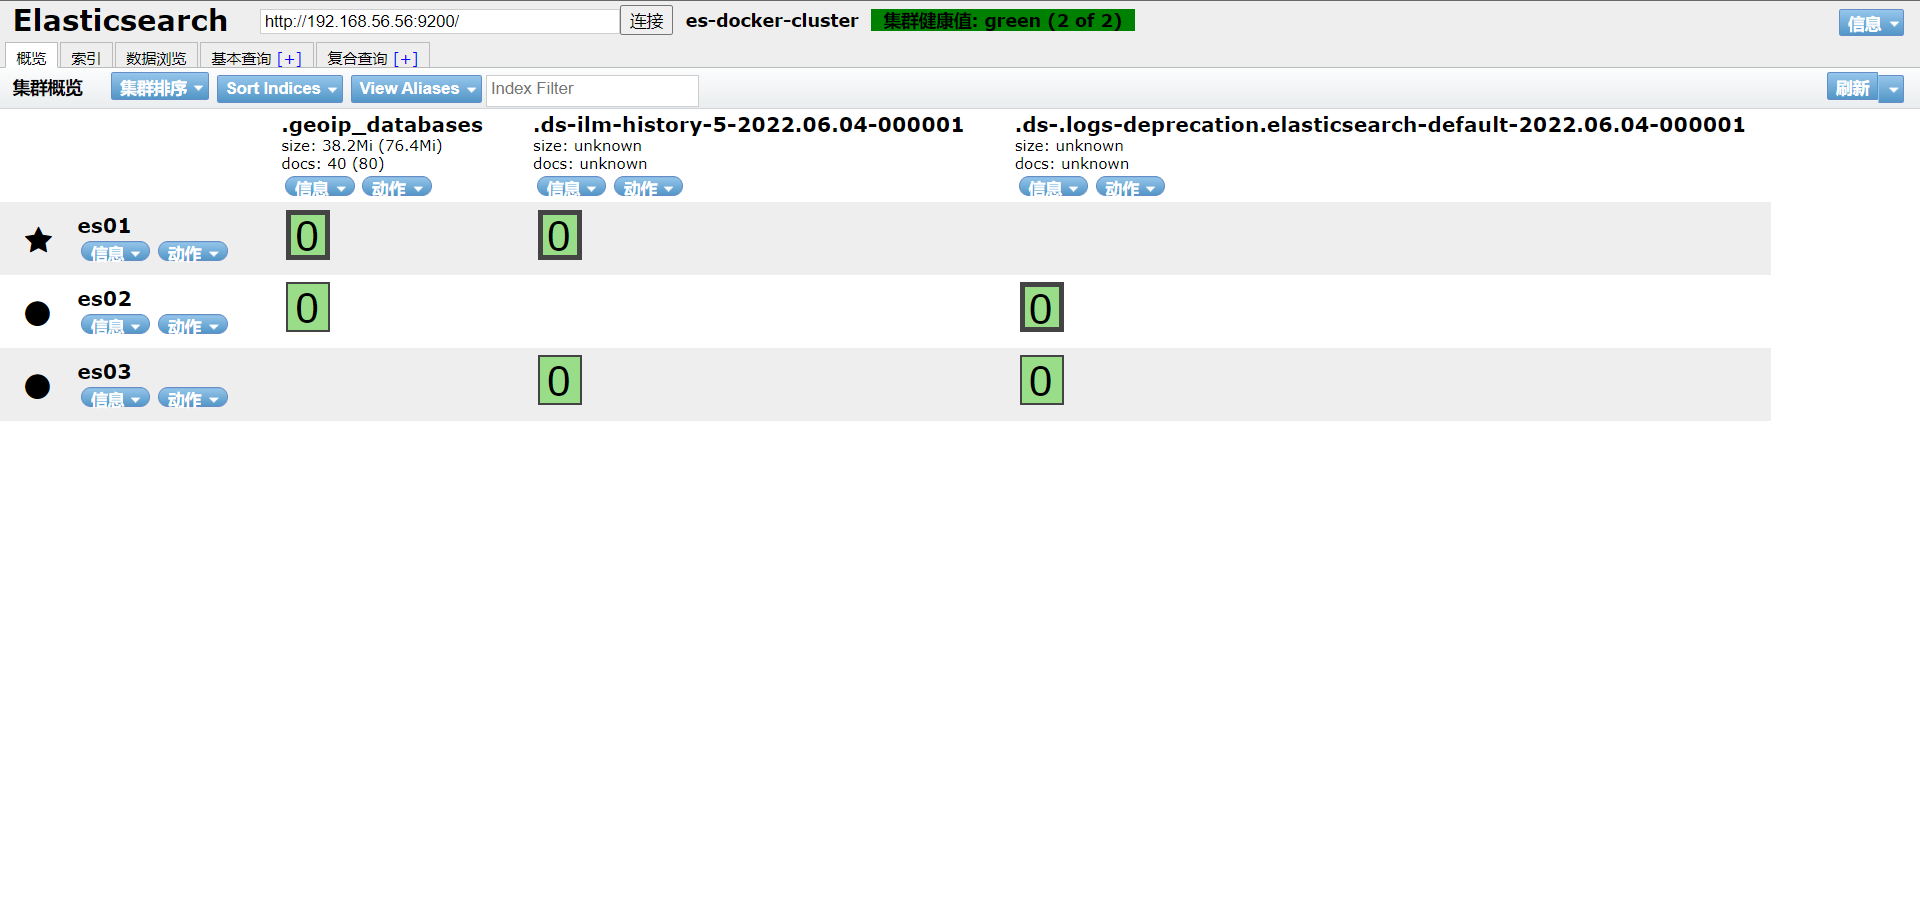 Elasticsearch
http://192.168.56.56:9200/
连接
es-docker-cluster
集群健康值: green (2 of 2)
信息
概览
索引
数据浏览
基本查询 [+]
复合查询 [+]
集群概览
集群排序
Sort Indices
View Aliases
Index Filter
刷新
.geoip_databases
size: 38.2Mi (76.4Mi)
docs: 40 (80)
信息
动作
.ds-ilm-history-5-2022.06.04-000001
size: unknown
docs: unknown
信息
动作
.ds-.logs-deprecation.elasticsearch-default-2022.06.04-000001
size: unknown
docs: unknown
信息
动作
es01
信息
动作
0
0
es02
信息
动作
0
0
es03
信息
动作
0
0